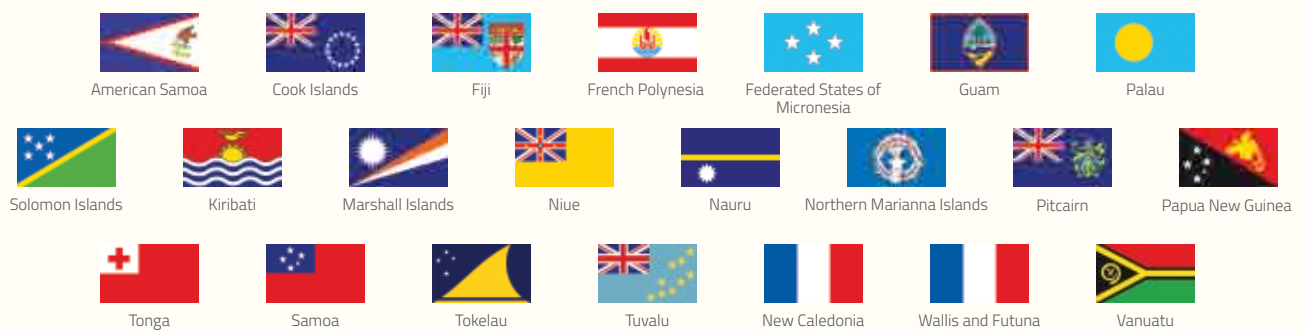 American Samoa
Cook Islands
Fiji
French Polynesia
Federated States of
Micronesia
Guam
Palau
Solomon Islands
Kiribati
Marshall Islands
Niue
Nauru
Northern Marianna Islands
Pitcairn
Papua New Guinea
Tonga
Samoa
Tokelau
Tuvalu
New Caledonia
Wallis and Futuna
Vanuatu